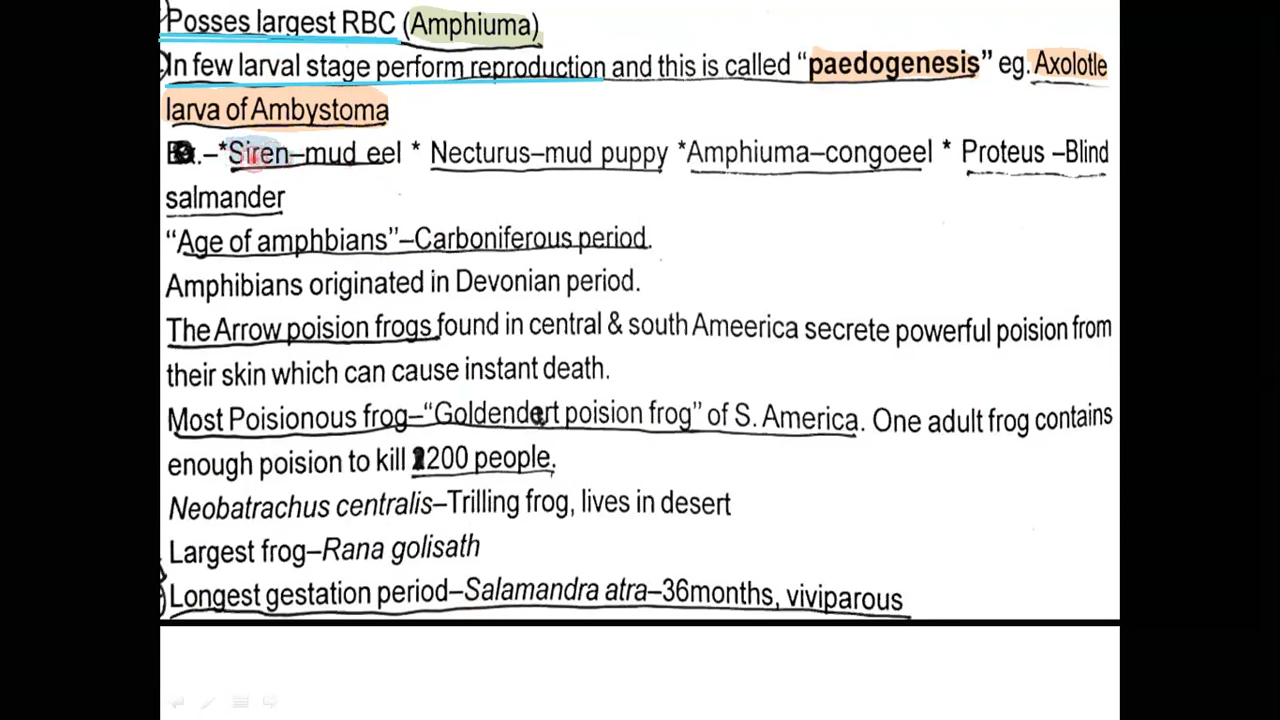 Posses largest RBC (Amphiuma)
In few larval stage perform reproduction and this is called “paedogenesis” eg. Axolotle
larva of Ambystoma
Ex.–*Siren–mud eel * Necturus–mud puppy *Amphiuma–congoeel * Proteus –Blind
salmander
“Age of amphbians”–Carboniferous period.
Amphibians originated in Devonian period.
The Arrow poision frogs found in central & south Ameerica secrete powerful poision from
their skin which can cause instant death.
Most Poisionous frog–“Goldendert poision frog” of S. America. One adult frog contains
enough poision to kill 2200 people.
Neobatrachus centralis–Trilling frog, lives in desert
Largest frog–Rana golisath
Longest gestation period–Salamandra atra–36months, viviparous